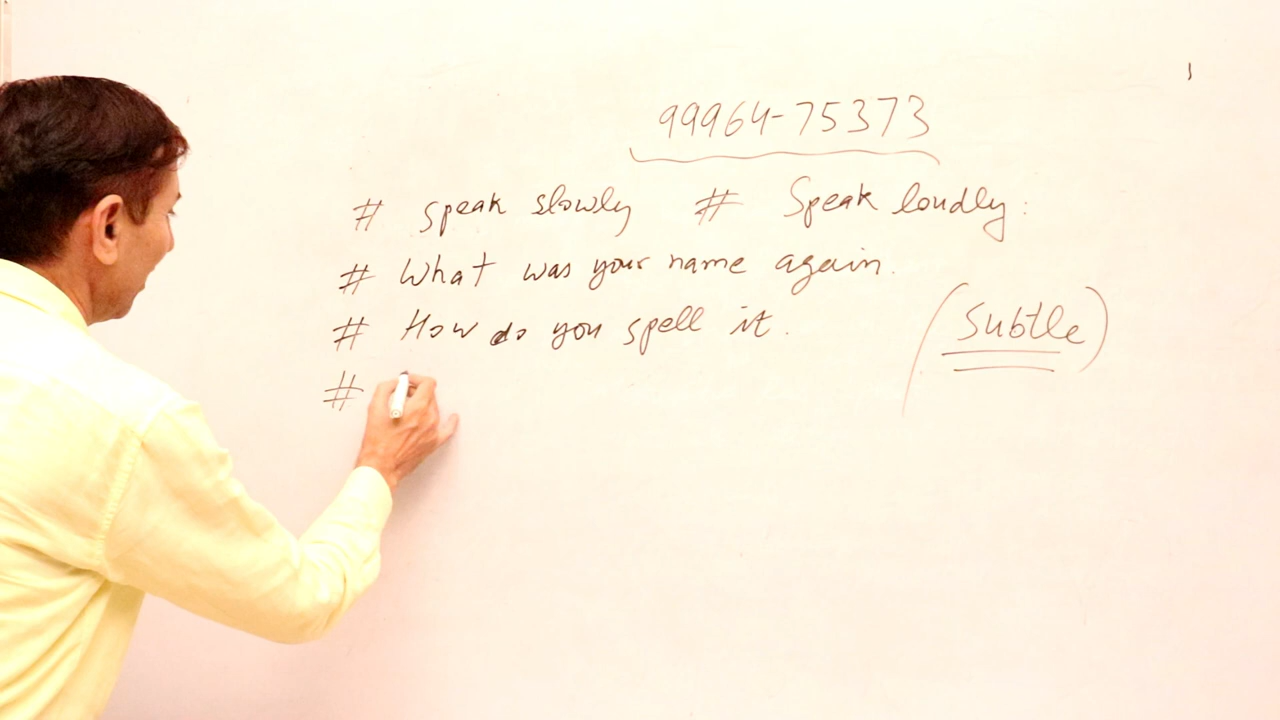 99964-75373
# speak slowly # Speak loudly.
# What was your name again.
# How do you spell it.
(Subtle)
#